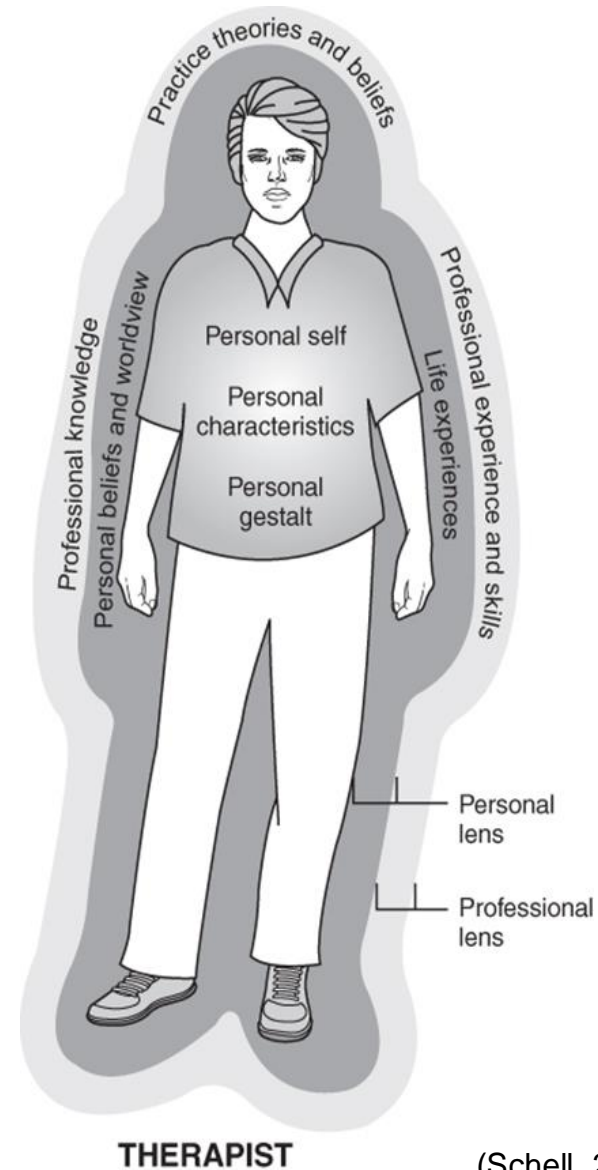 Practice theories and beliefs
Professional knowledge
Personal beliefs and worldview
Personal self
Personal
characteristics
Personal
gestalt
Life experiences
Professional experience and skills
Personal
lens
Professional
lens
THERAPIST
(Schell,